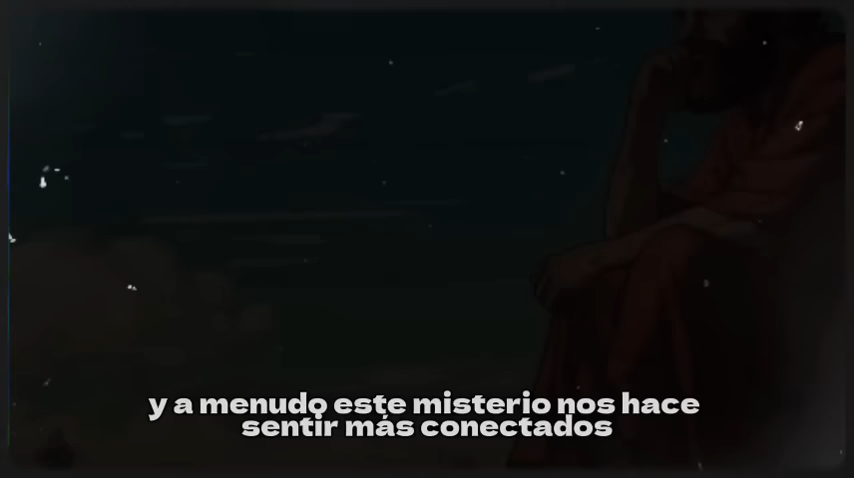 y a menudo este misterio nos hace
sentir más conectados